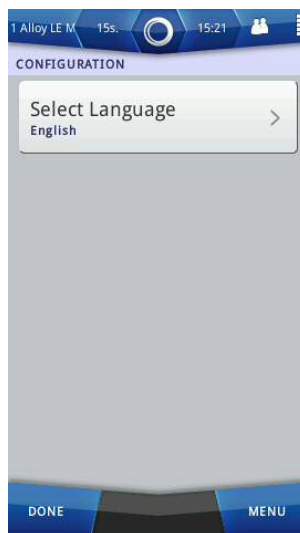 1 Alloy LE M 15s. 15:21
CONFIGURATION
Select Language
English
DONE MENU